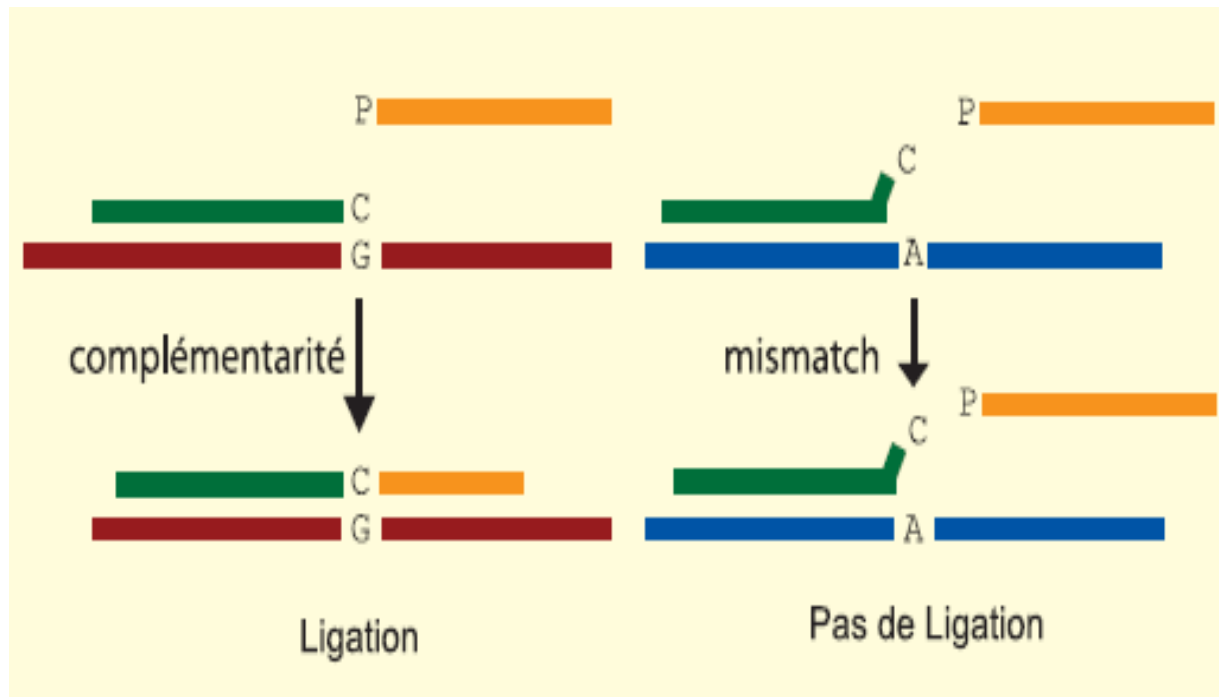 P
P
C
C
G
A
complémentarité
mismatch
P
C
C
G
A
Ligation
Pas de Ligation